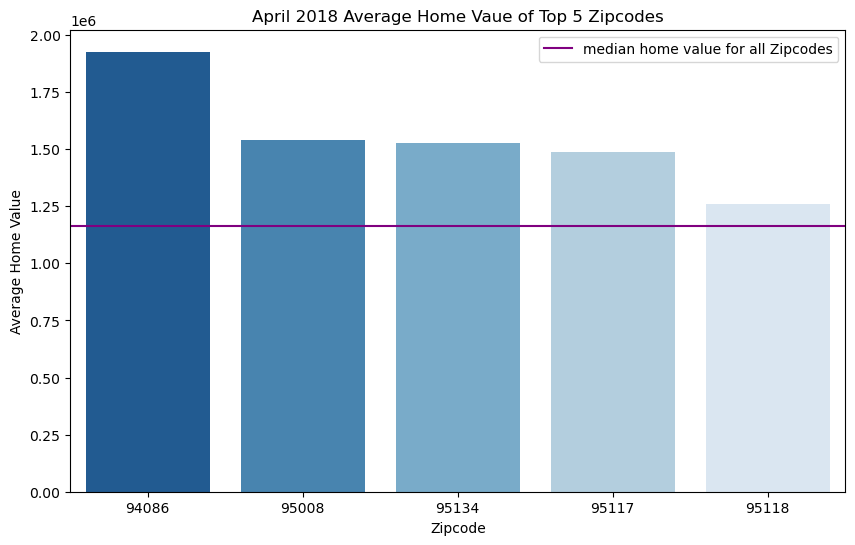 April 2018 Average Home Vaue of Top 5 Zipcodes
1e6
median home value for all Zipcodes
2.00
1.75
1.50
1.25
1.00
0.75
0.50
0.25
0.00
Average Home Value
94086 95008 95134 95117 95118
Zipcode